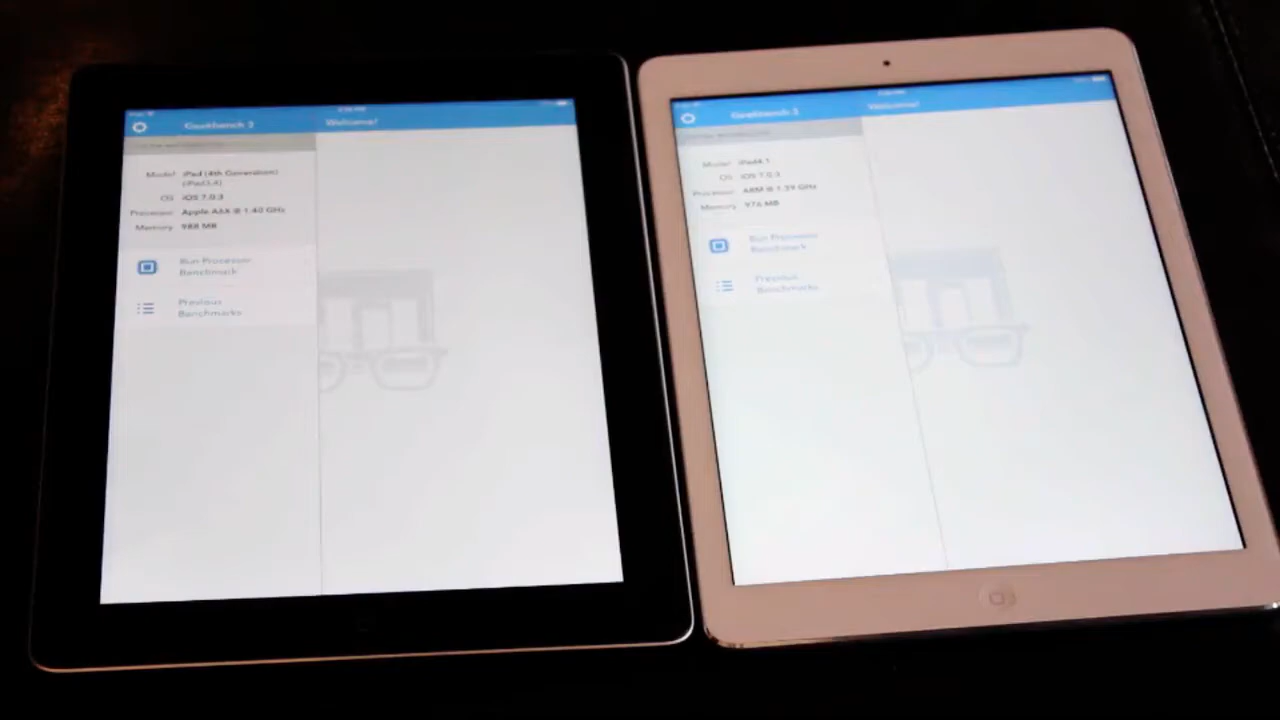 Geekbench 3
Welcome!
Model iPad (4th Generation)
(iPad3,4)
OS iOS 7.0.3
Processor Apple A6X @ 1.40 GHz
Memory 988 MB
Run Processor
Benchmark
Previous
Benchmarks
Geekbench 3
Welcome!
Model iPad4,1
OS iOS 7.0.3
Processor ARM @ 1.39 GHz
Memory 976 MB
Run Processor
Benchmark
Previous
Benchmarks